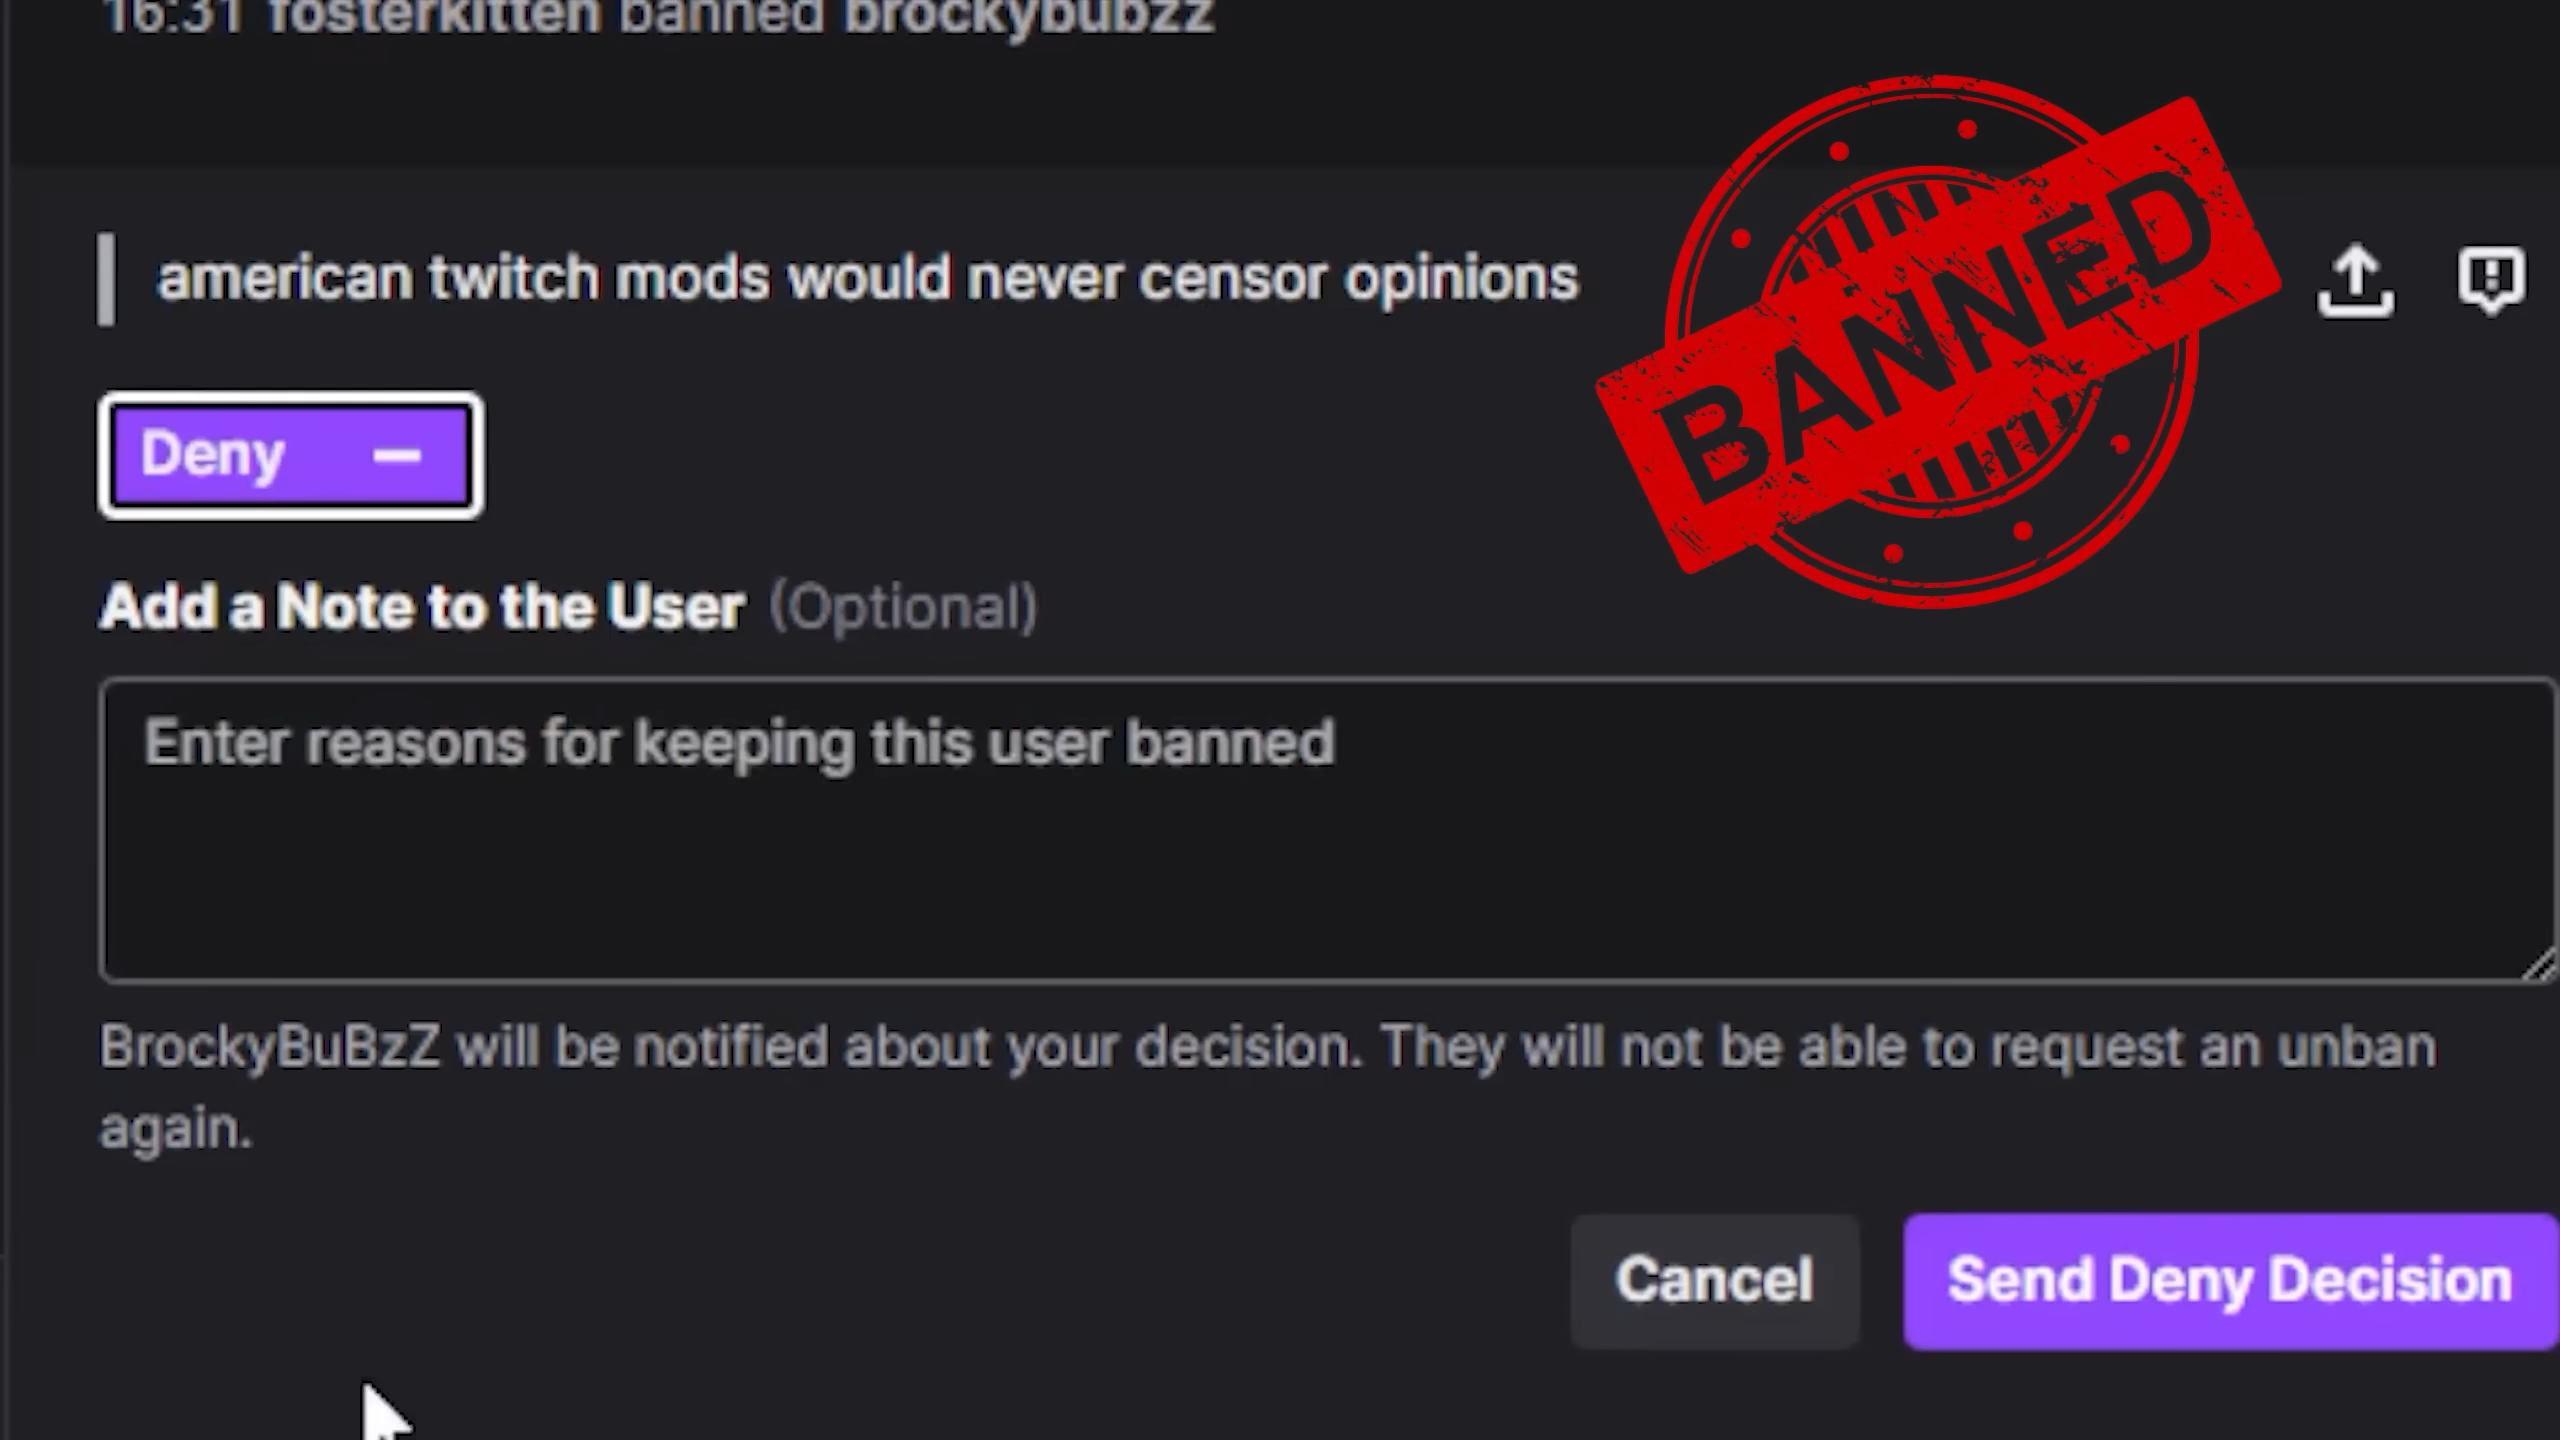 16:31 fosterkitten banned brockybubzz
american twitch mods would never censor opinions
BANNED
Deny
Add a Note to the User (Optional)
Enter reasons for keeping this user banned
BrockyBuBzZ will be notified about your decision. They will not be able to request an unban
again.
Cancel
Send Deny Decision